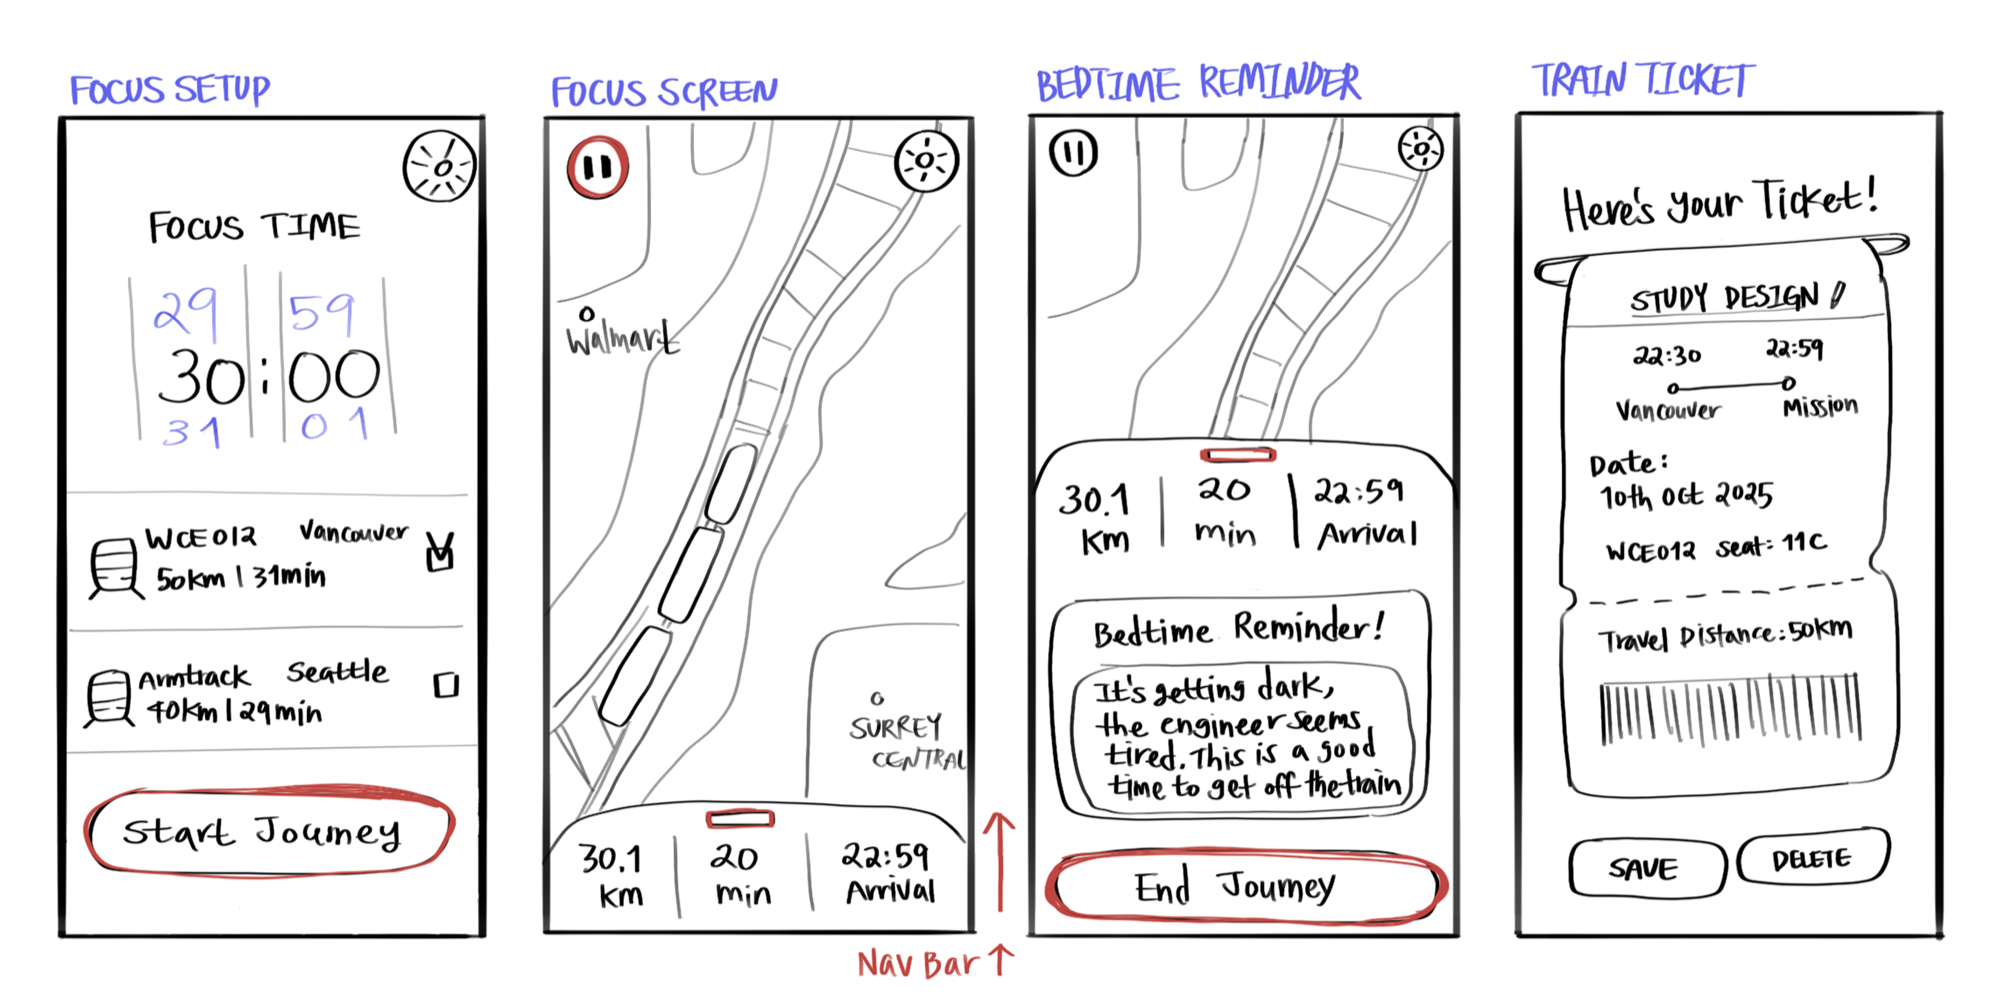 FOCUS SETUP
FOCUS TIME
29 59
30:00
31 01
WCE012 Vancouver
50km | 31min
Armtrack Seattle
40km | 29min
Start Journey
FOCUS SCREEN
Walmart
SURREY
CENTRAL
30.1 20 22:59
km min Arrival
Nav Bar ↑
BEDTIME REMINDER
30.1 20 22:59
Km min Arrival
Bedtime Reminder!
It's getting dark,
the engineer seems
tired. This is a good
time to get off the train
End Journey
TRAIN TICKET
Here's your Ticket!
STUDY DESIGN
22:30 22:59
Vancouver Mission
Date:
10th Oct 2025
WCE012 seat: 11C
Travel Distance: 50km
SAVE DELETE